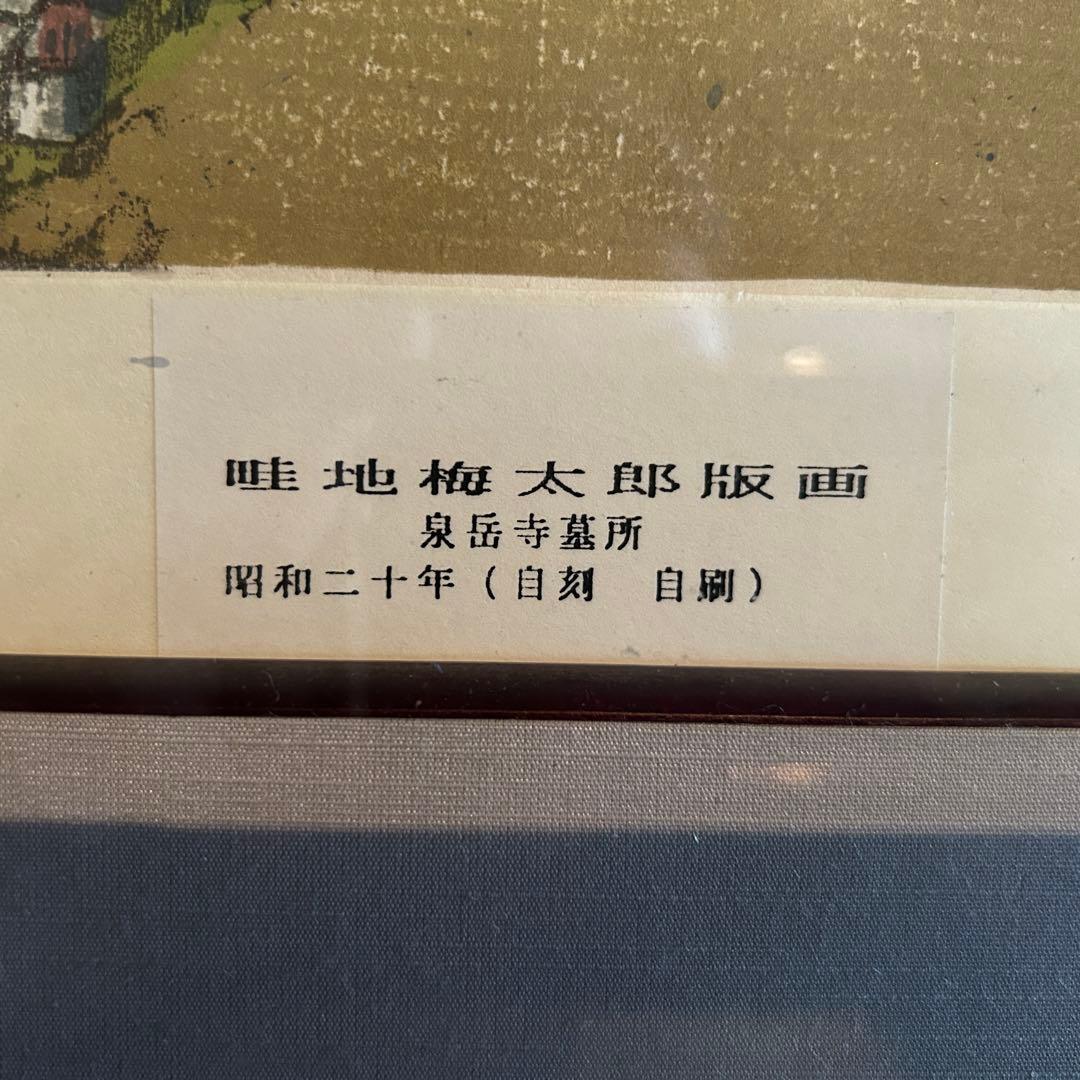 畦地梅太郎版画
泉岳寺墓所
昭和二十年（自刻　自刷）